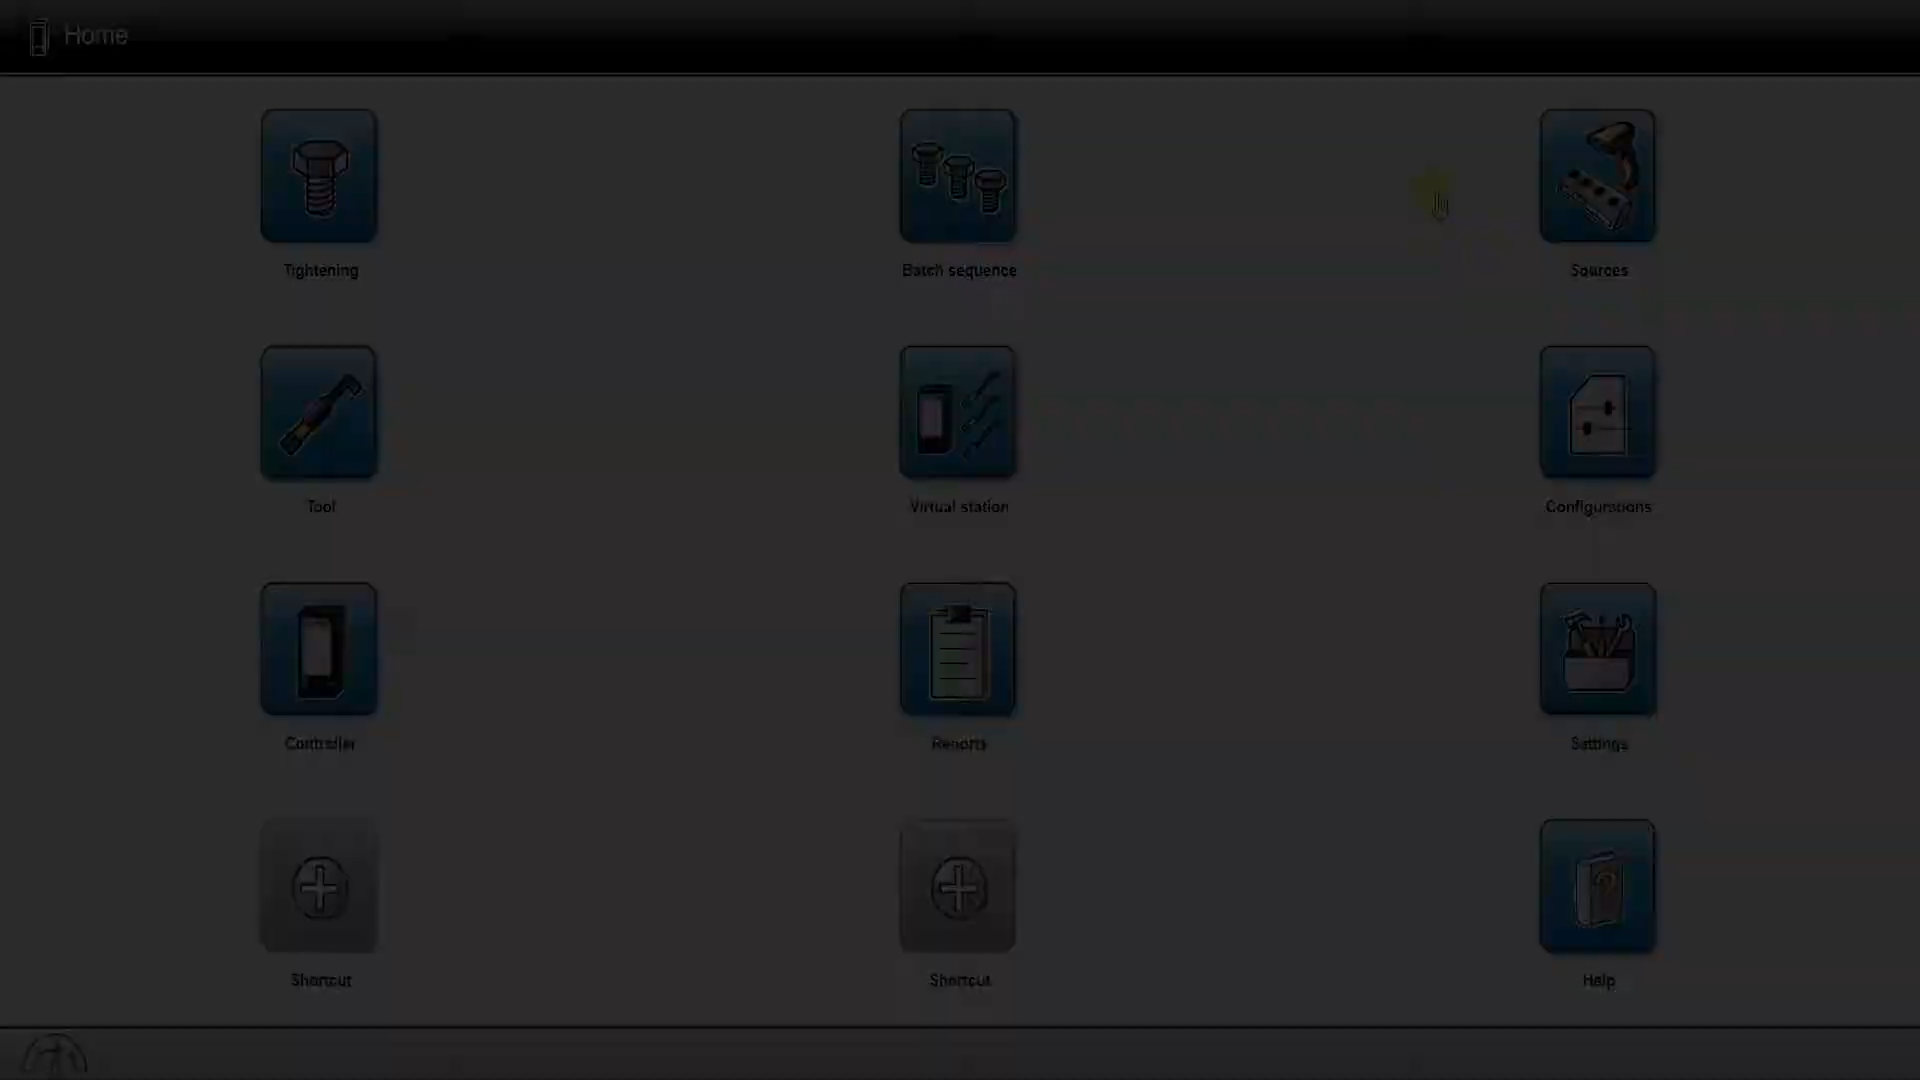 Home
Tightening
Batch sequence
Sources
Tool
Virtual station
Configurations
Controller
Reports
Settings
Shortcut
Shortcut
Help